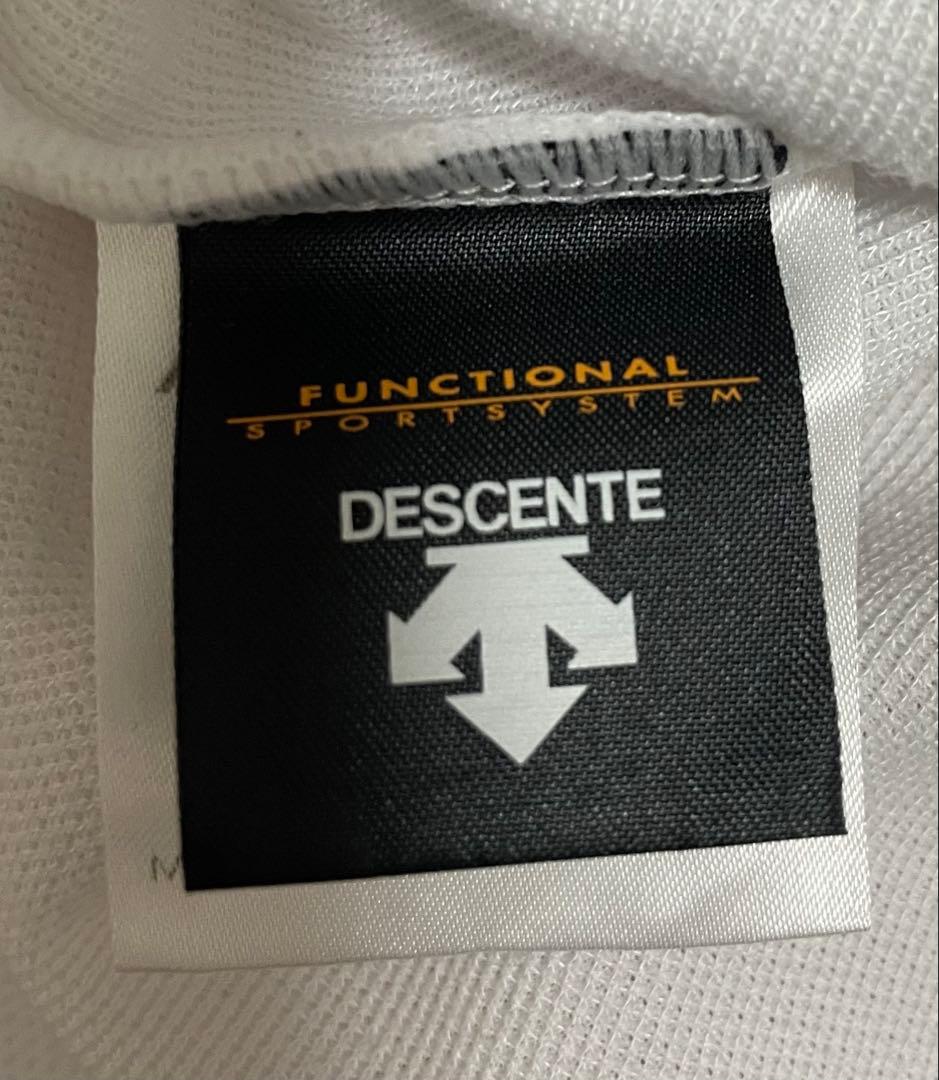 FUNCTIONAL
SPORTSYSTEM
DESCENTE
M